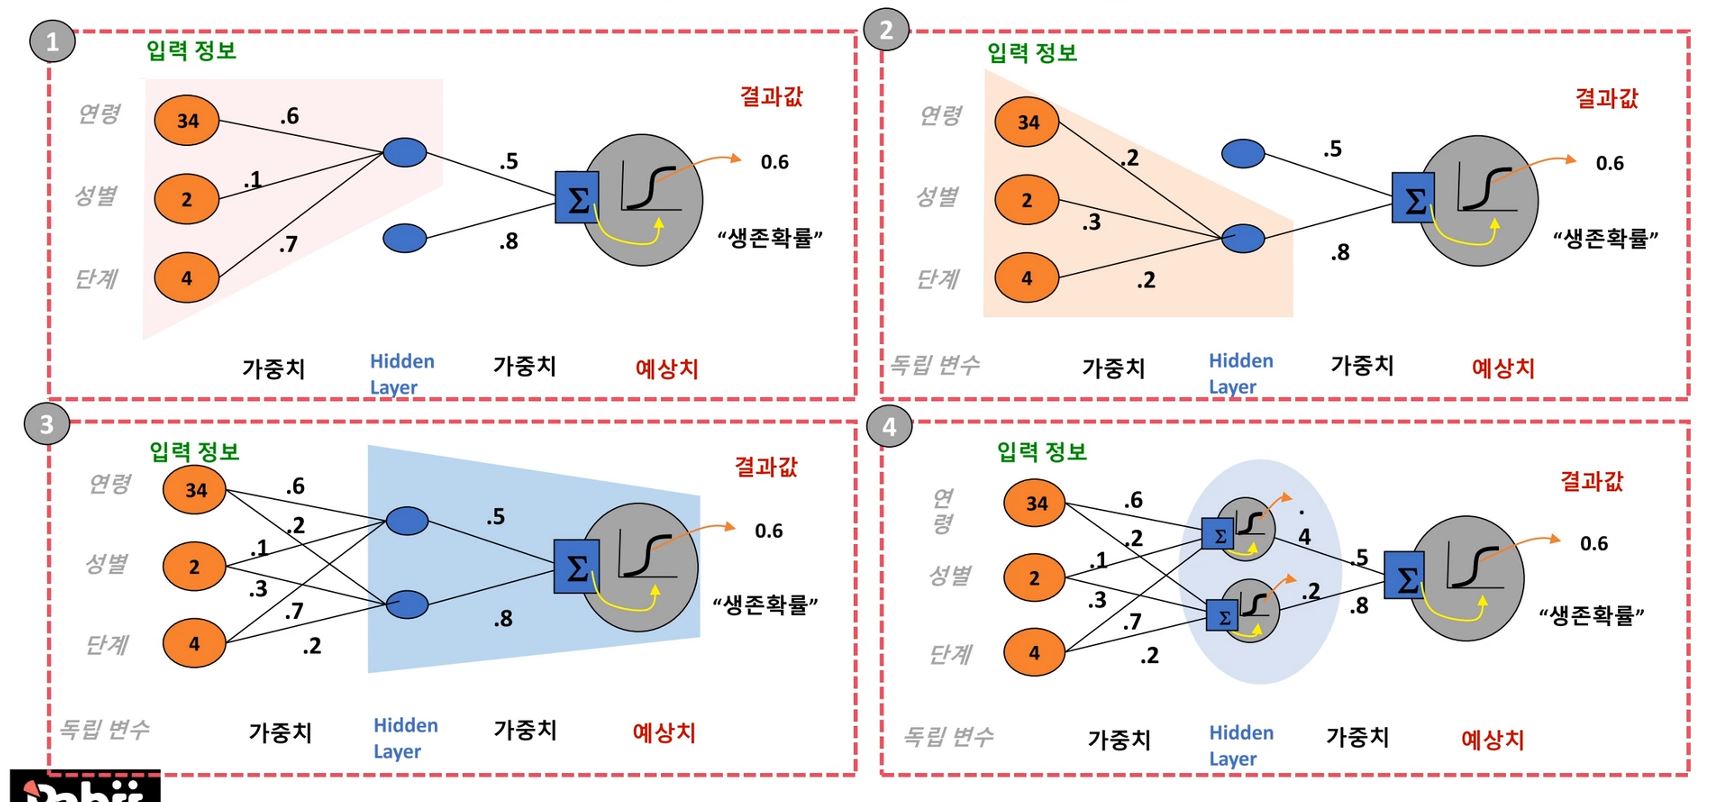 1
입력 정보
결과값
연령
34
.6
.5
0.6
성별
2
.1
Σ
단계
4
.7
.8
“생존확률”
가중치
Hidden
Layer
가중치
예상치
2
입력 정보
결과값
연령
34
.2
.5
0.6
성별
2
.3
Σ
단계
4
.2
.8
“생존확률”
독립 변수
가중치
Hidden
Layer
가중치
예상치
3
입력 정보
결과값
연령
34
.6
.2
.5
0.6
성별
2
.1
.3
Σ
단계
4
.7
.2
.8
“생존확률”
독립 변수
가중치
Hidden
Layer
가중치
예상치
4
입력 정보
결과값
연
령
34
.6
.2
Σ
.
4
.5
0.6
성별
2
.1
.3
Σ
.2
.8
Σ
단계
4
.7
.2
“생존확률”
독립 변수
가중치
Hidden
Layer
가중치
예상치